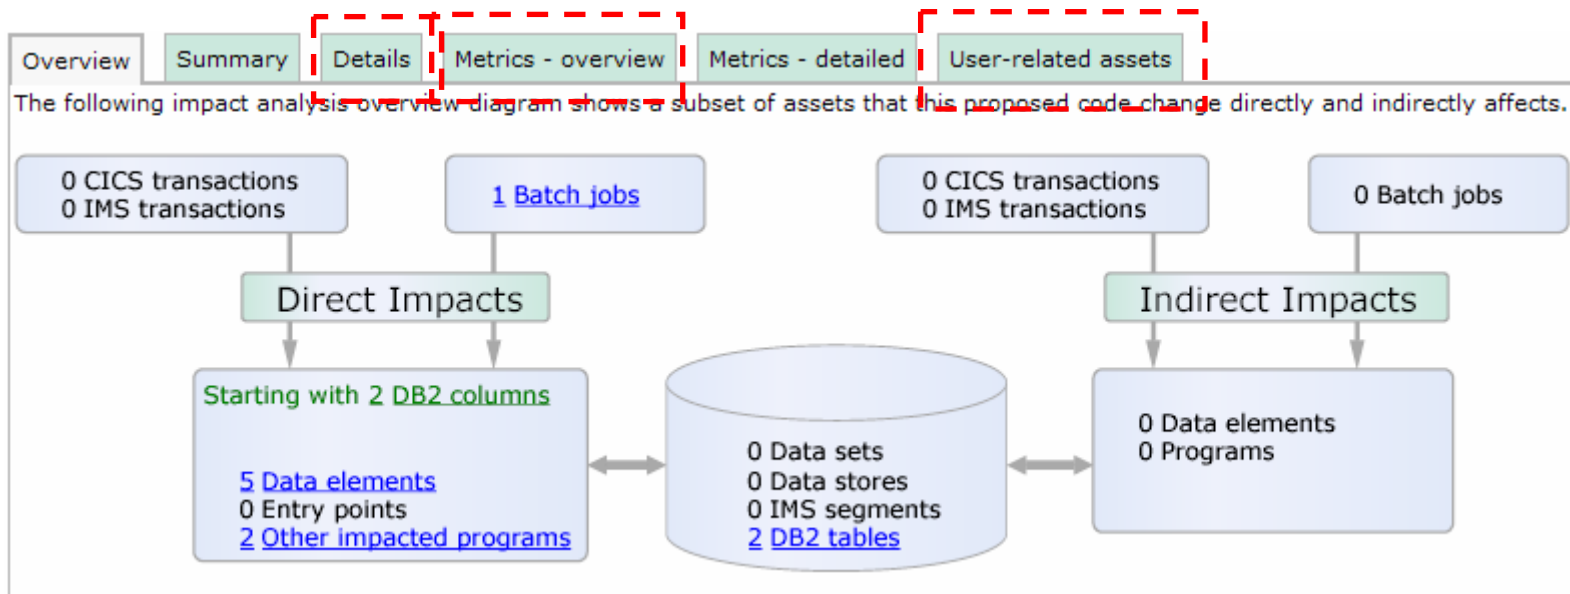 Overview Summary Details Metrics - overview Metrics - detailed User-related assets
The following impact analysis overview diagram shows a subset of assets that this proposed code change directly and indirectly affects.
0 CICS transactions
0 IMS transactions
1 Batch jobs
0 CICS transactions
0 IMS transactions
0 Batch jobs
Direct Impacts
Indirect Impacts
Starting with 2 DB2 columns
5 Data elements
0 Entry points
2 Other impacted programs
0 Data sets
0 Data stores
0 IMS segments
2 DB2 tables
0 Data elements
0 Programs